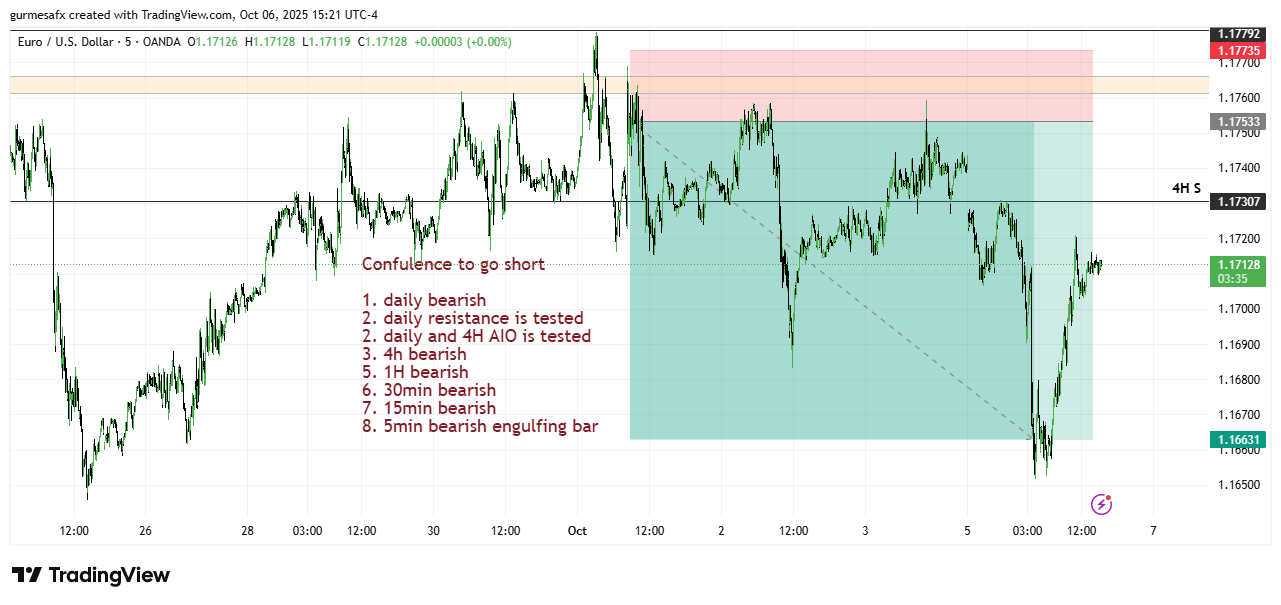 gurmesafx created with TradingView.com, Oct 06, 2025 15:21 UTC-4
Euro / U.S. Dollar · 5 · OANDA O1.17126 H1.17128 L1.17119 C1.17128 +0.00003 (+0.00%)
1.17792
1.17735
1.17700
1.17600
1.17533
1.17500
1.17400
4H S
1.17307
1.17200
1.17128
03:35
1.17000
1.16900
1.16800
1.16700
1.16631
1.16600
1.16500
Confulence to go short
1. daily bearish
2. daily resistance is tested
2. daily and 4H AIO is tested
3. 4h bearish
5. 1H bearish
6. 30min bearish
7. 15min bearish
8. 5min bearish engulfing bar
12:00 26 28 03:00 12:00 30 12:00 Oct 12:00 2 12:00 3 5 03:00 12:00 7
TradingView